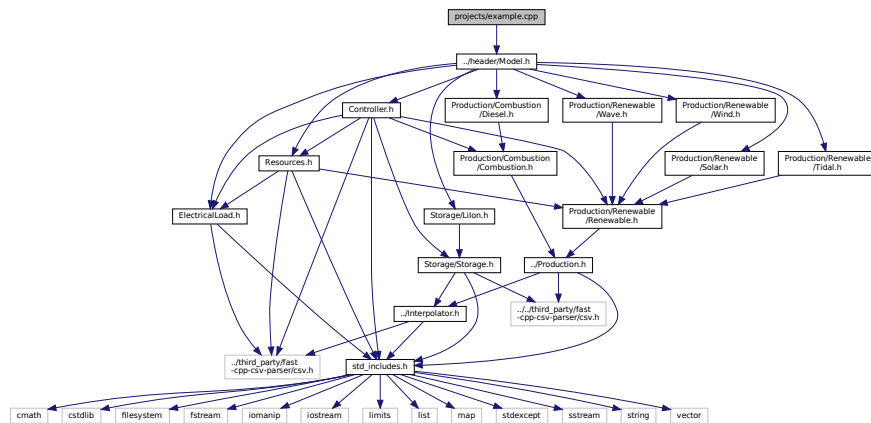 projects/example.cpp
../header/Model.h
Controller.h
Production/Combustion
/Diesel.h
Production/Renewable
/Wave.h
Production/Renewable
/Wind.h
Resources.h
Production/Combustion
/Combustion.h
Production/Renewable
/Solar.h
Production/Renewable
/Tidal.h
ElectricalLoad.h
Storage/LiIon.h
Production/Renewable
/Renewable.h
Storage/Storage.h
../Production.h
../Interpolator.h
../../third_party/fast
-cpp-csv-parser/csv.h
../third_party/fast
-cpp-csv-parser/csv.h
std_includes.h
cmath
cstdlib
filesystem
fstream
iomanip
iostream
limits
list
map
stdexcept
sstream
string
vector